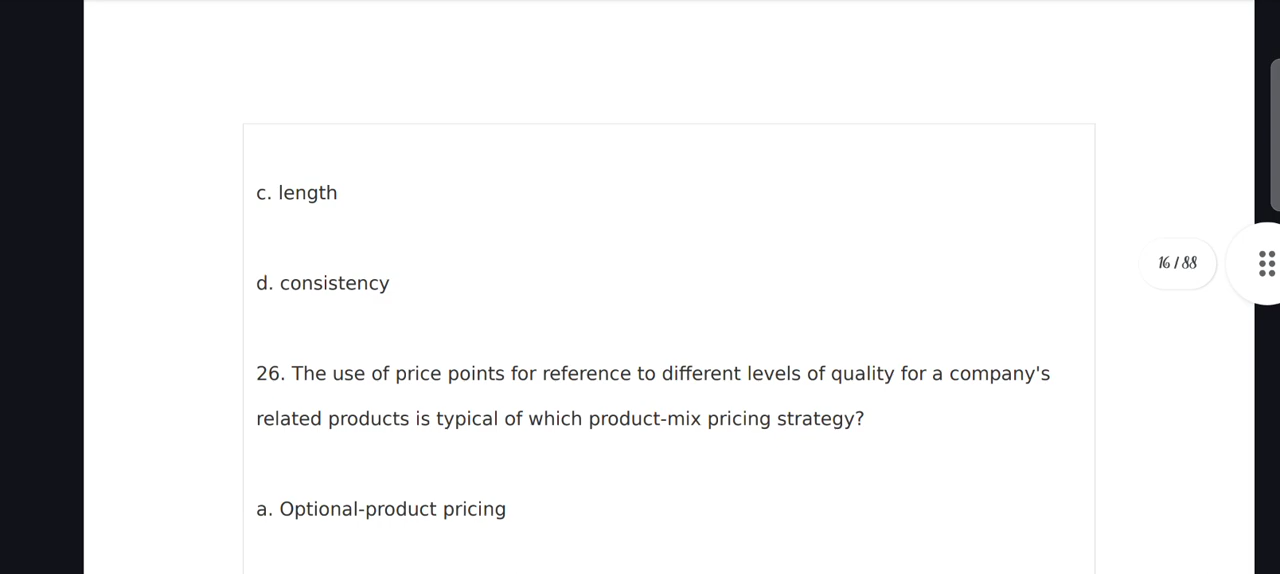 c. length
d. consistency
16 / 88
26. The use of price points for reference to different levels of quality for a company's
related products is typical of which product-mix pricing strategy?
a. Optional-product pricing